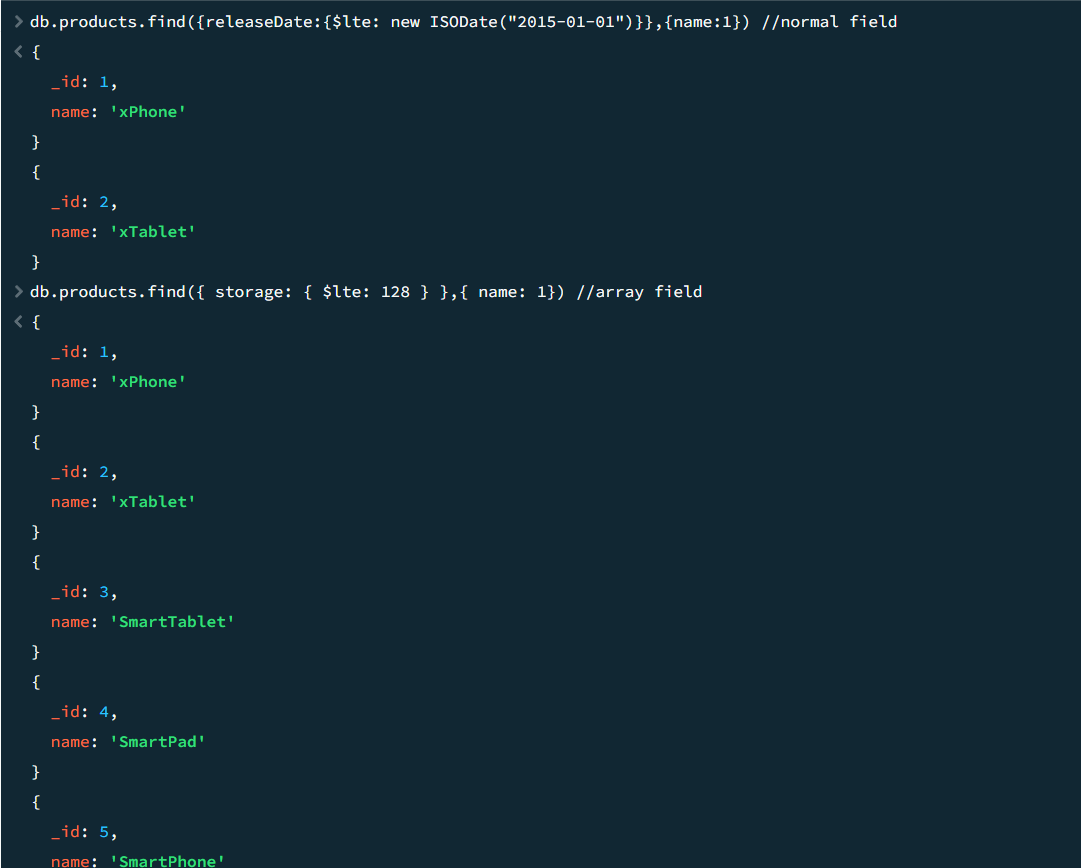 > db.products.find({releaseDate:{$lte: new ISODate("2015-01-01")}},{name:1}) //normal field
< {
_id: 1,
name: 'xPhone'
}
{
_id: 2,
name: 'xTablet'
}
> db.products.find({ storage: { $lte: 128 } },{ name: 1}) //array field
< {
_id: 1,
name: 'xPhone'
}
{
_id: 2,
name: 'xTablet'
}
{
_id: 3,
name: 'SmartTablet'
}
{
_id: 4,
name: 'SmartPad'
}
{
_id: 5,
name: 'SmartPhone'